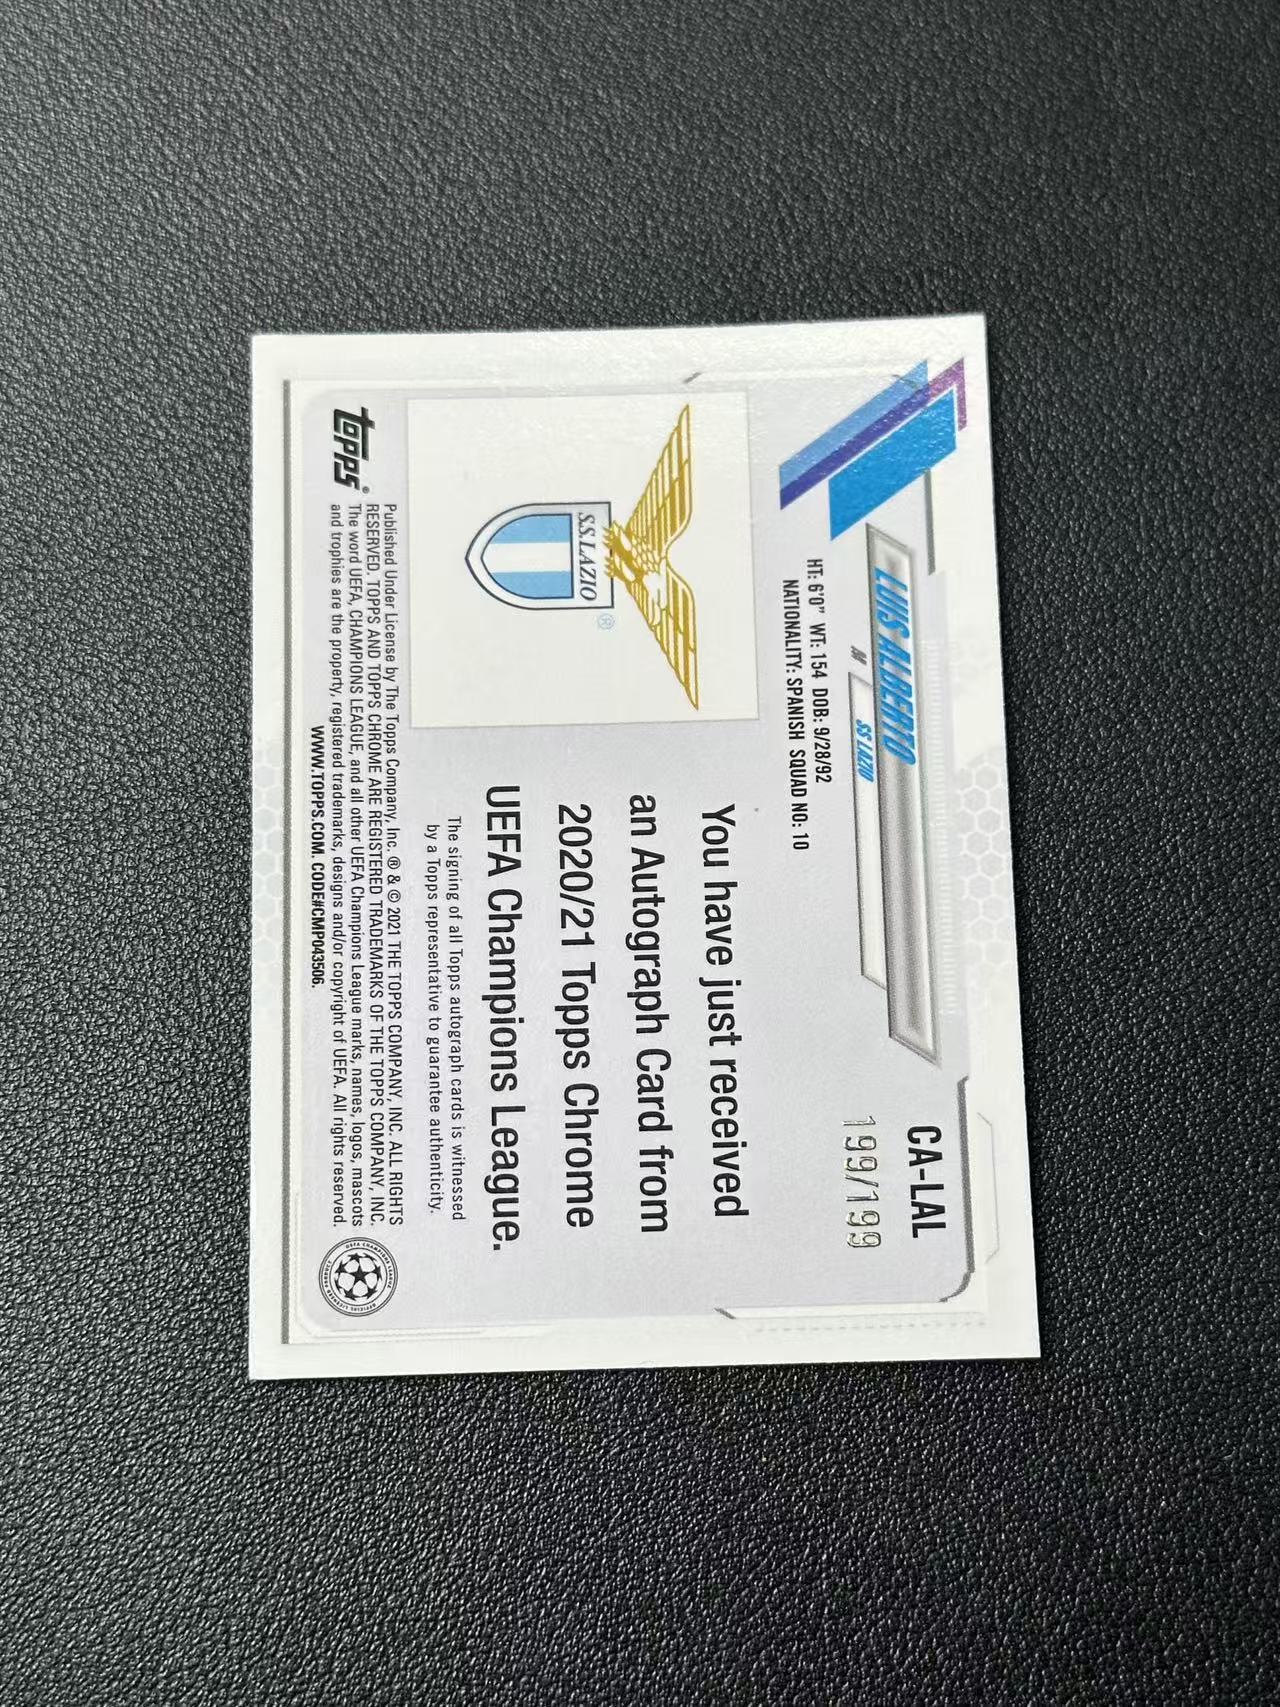 CA-LAL
LUIS ALBERTO
199/199
M SS LAZIO
HT: 6'0" WT: 154 DOB: 9/28/92
NATIONALITY: SPANISH SQUAD NO: 10
S.S.LAZIO
®
You have just received
an Autograph Card from
2020/21 Topps Chrome
UEFA Champions League.
The signing of all Topps autograph cards is witnessed
by a Topps representative to guarantee authenticity.
topps®
Published Under License by The Topps Company, Inc. ® & © 2021 THE TOPPS COMPANY, INC. ALL RIGHTS
RESERVED. TOPPS AND TOPPS CHROME ARE REGISTERED TRADEMARKS OF THE TOPPS COMPANY, INC.
The word UEFA, CHAMPIONS LEAGUE, and all other UEFA Champions League marks, names, logos, mascots
and trophies are the property, registered trademarks, designs and/or copyright of UEFA. All rights reserved.
WWW.TOPPS.COM. CODE#CMP043506.
UEFA CHAMPIONS LEAGUE
OFFICIAL LICENSED PRODUCT